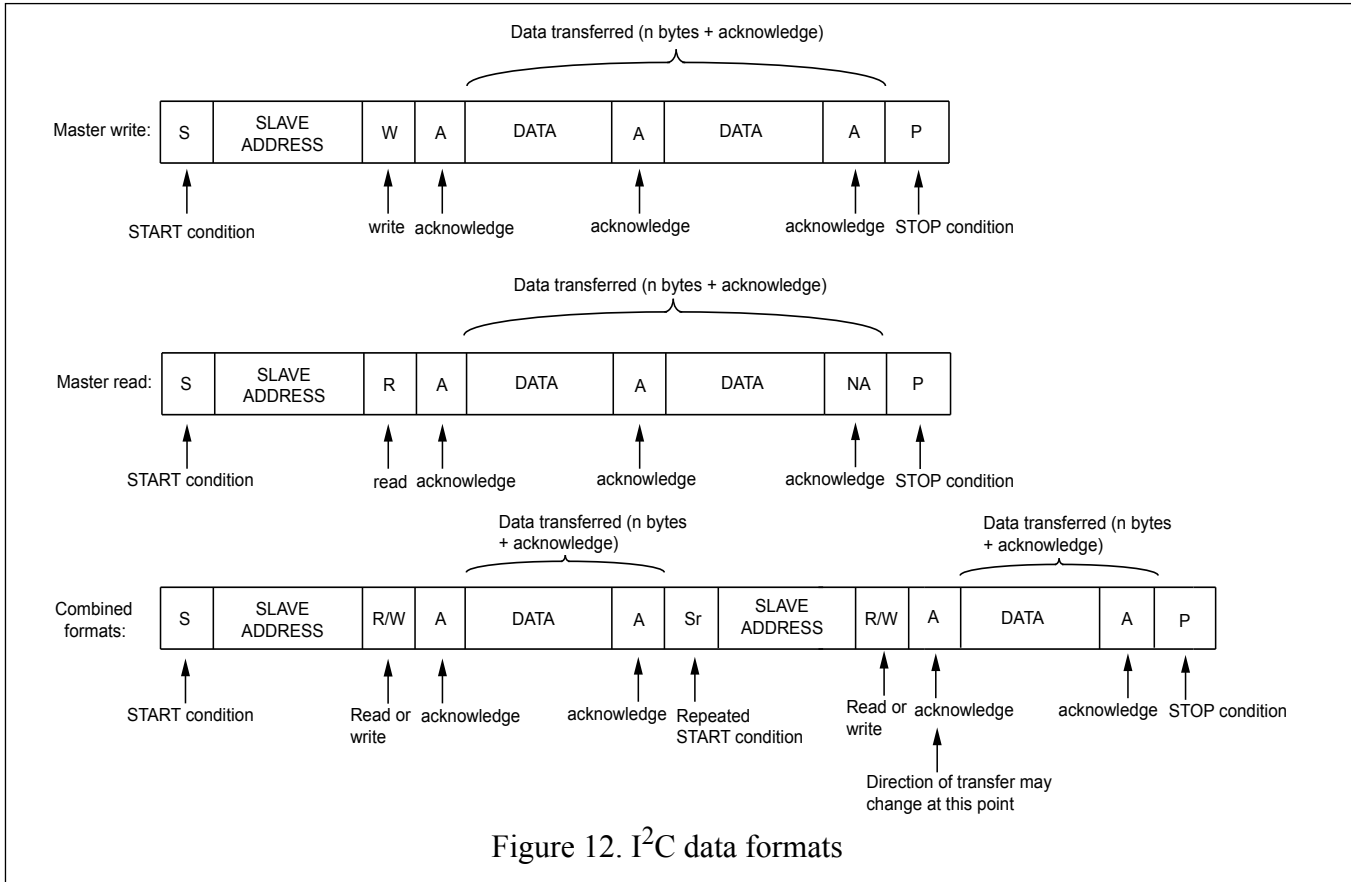 Data transferred (n bytes + acknowledge)
Master write:
S
SLAVE
ADDRESS
W
A
DATA
A
DATA
A
P
START condition
write
acknowledge
acknowledge
acknowledge
STOP condition
Data transferred (n bytes + acknowledge)
Master read:
S
SLAVE
ADDRESS
R
A
DATA
A
DATA
NA
P
START condition
read
acknowledge
acknowledge
acknowledge
STOP condition
Data transferred (n bytes
+ acknowledge)
Data transferred (n bytes
+ acknowledge)
Combined
formats:
S
SLAVE
ADDRESS
R/W
A
DATA
A
Sr
SLAVE
ADDRESS
R/W
A
DATA
A
P
START condition
Read or
write
acknowledge
acknowledge
Repeated
START condition
Read or
write
acknowledge
acknowledge
STOP condition
Direction of transfer may
change at this point
Figure 12. I²C data formats